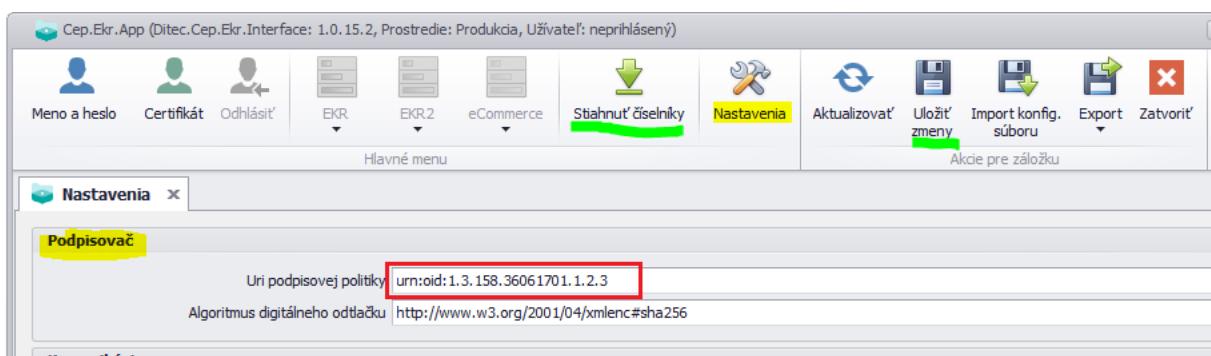 Cep.Ekr.App (Ditec.Cep.Ekr.Interface: 1.0.15.2, Prostredie: Produkcia, Užívateľ: neprihlásený)
Meno a heslo Certifikát Odhlásiť EKR EKR2 eCommerce Stiahnuť číselníky Nastavenia Aktualizovať Uložiť zmeny Import konfig. súboru Export Zatvoriť
Hlavné menu Akcie pre záložku
Nastavenia
Podpisovač
Uri podpisovej politiky urn:oid:1.3.158.36061701.1.2.3
Algoritmus digitálneho odtlačku http://www.w3.org/2001/04/xmlenc#sha256